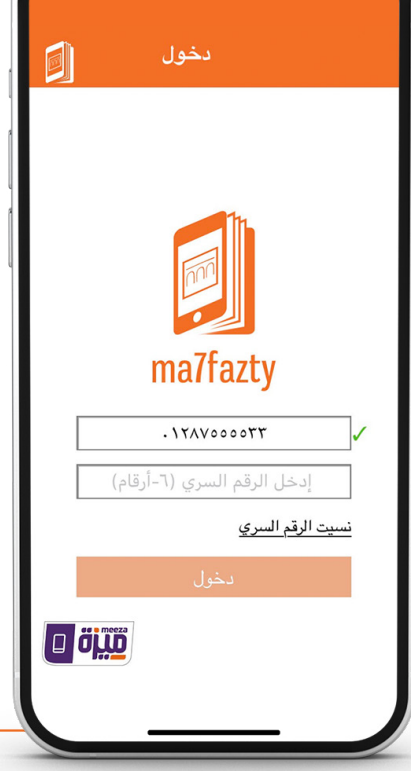 دخول
ma7fazty
٠١٢٨٧٥٥٥٥٣٣
إدخل الرقم السري (٦-أرقام)
نسيت الرقم السري
دخول
meeza
ميزة